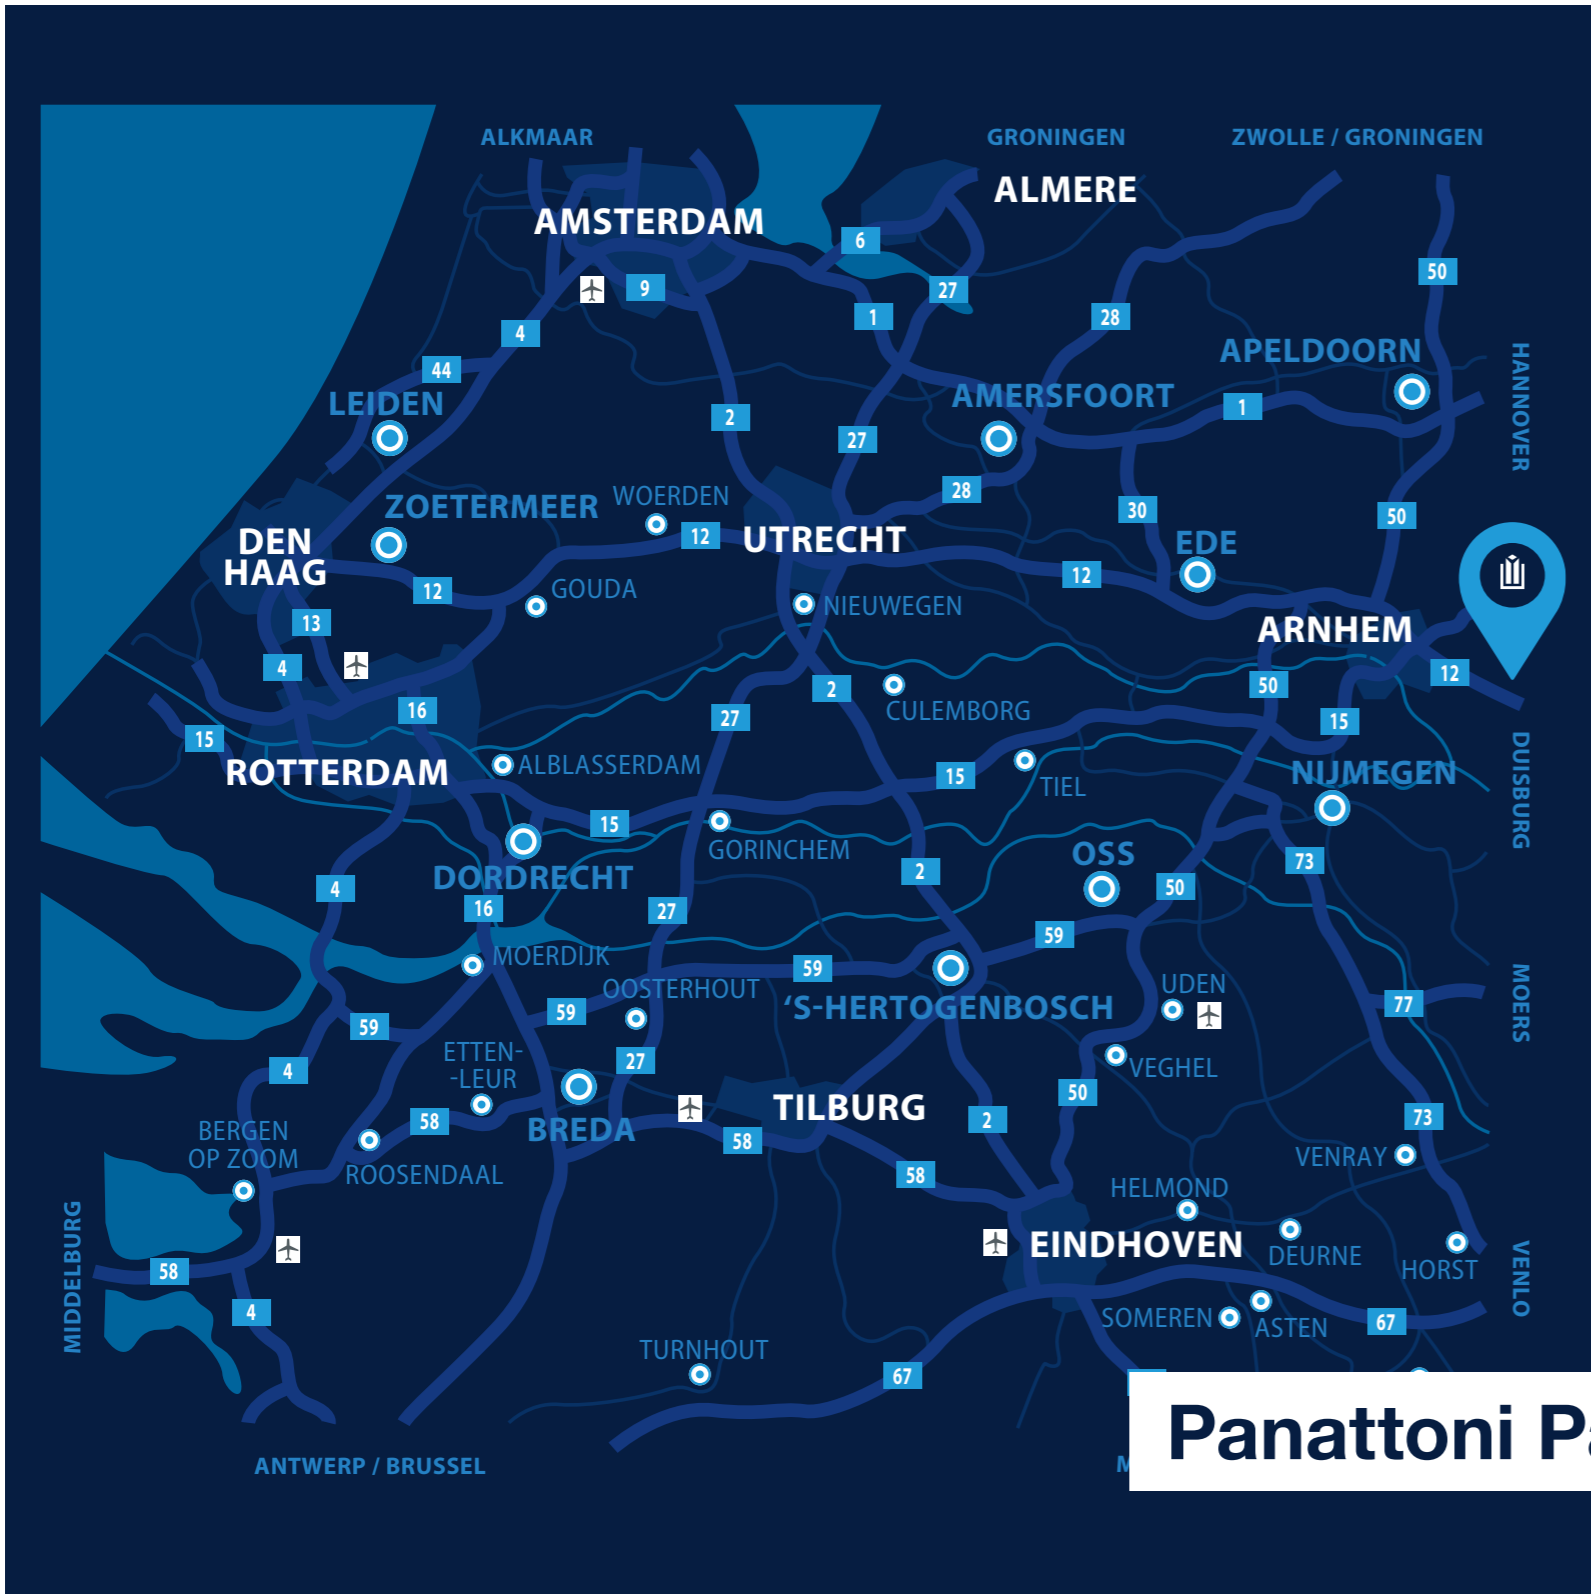 ALKMAAR
GRONINGEN
ZWOLLE / GRONINGEN
ALMERE
AMSTERDAM
6
50
9
27
1
28
4
44
APELDOORN
HANNOVER
LEIDEN
AMERSFOORT
1
2
27
28
ZOETERMEER
WOERDEN
30
50
12
UTRECHT
EDE
DEN
HAAG
12
12
GOUDA
NIEUWEGEN
13
ARNHEM
4
12
50
2
CULEMBORG
16
27
15
15
DUISBURG
ROTTERDAM
ALBLASSERDAM
15
TIEL
NIJMEGEN
15
GORINCHEM
OSS
73
2
DORDRECHT
4
50
16
27
59
MOERDIJK
59
OOSTERHOUT
UDEN
MOERS
'S-HERTOGENBOSCH
77
59
59
ETTEN-
-LEUR
27
4
VEGHEL
50
TILBURG
58
BREDA
2
73
BERGEN
OP ZOOM
58
VENRAY
ROOSENDAAL
58
HELMOND
MIDDELBURG
EINDHOVEN
DEURNE
HORST
VENLO
58
4
SOMEREN
ASTEN
67
TURNHOUT
67
Panattoni
ANTWERP / BRUSSEL